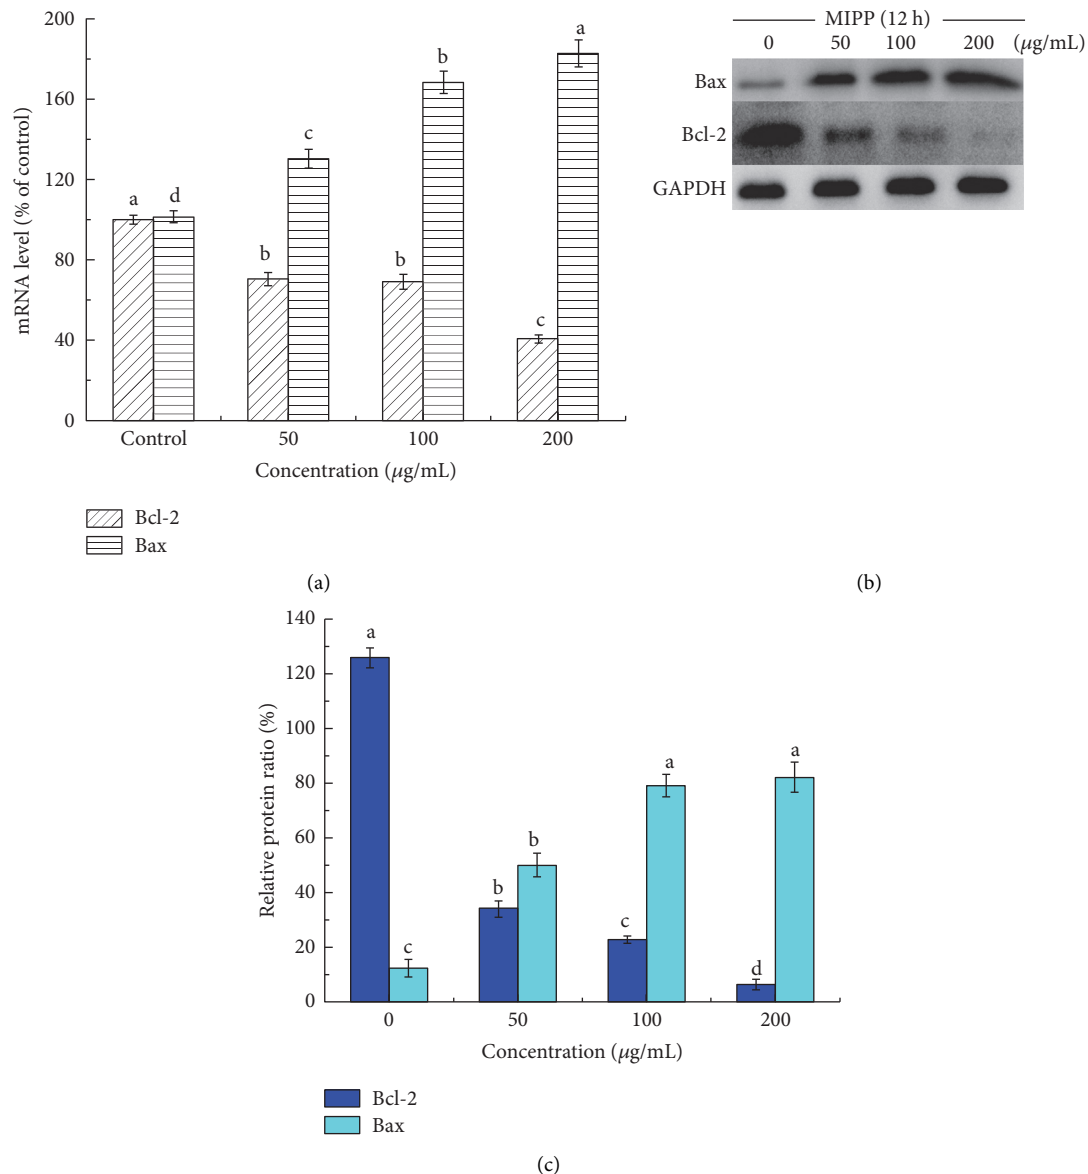 200
160
120
80
40
0
mRNA level (% of control)
a
d
b
c
b
b
c
a
Control
50
100
200
Concentration (μg/mL)
Bcl-2
Bax
(a)
MIPP (12 h)
0
50
100
200
(μg/mL)
Bax
Bcl-2
GAPDH
(b)
140
120
100
80
60
40
20
0
Relative protein ratio (%)
a
c
b
b
c
a
d
a
0
50
100
200
Concentration (μg/mL)
Bcl-2
Bax
(c)